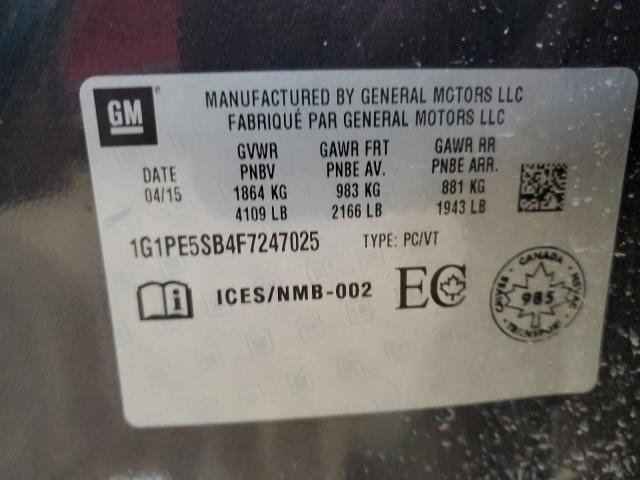 GM
MANUFACTURED BY GENERAL MOTORS LLC
FABRIQUÉ PAR GENERAL MOTORS LLC
DATE
04/15
GVWR
PNBV
1864 KG
4109 LB
GAWR FRT
PNBE AV.
983 KG
2166 LB
GAWR RR
PNBE ARR.
881 KG
1943 LB
1G1PE5SB4F7247025 TYPE: PC/VT
i ICES/NMB-002 EC
CANADA
985
TRANSPORT